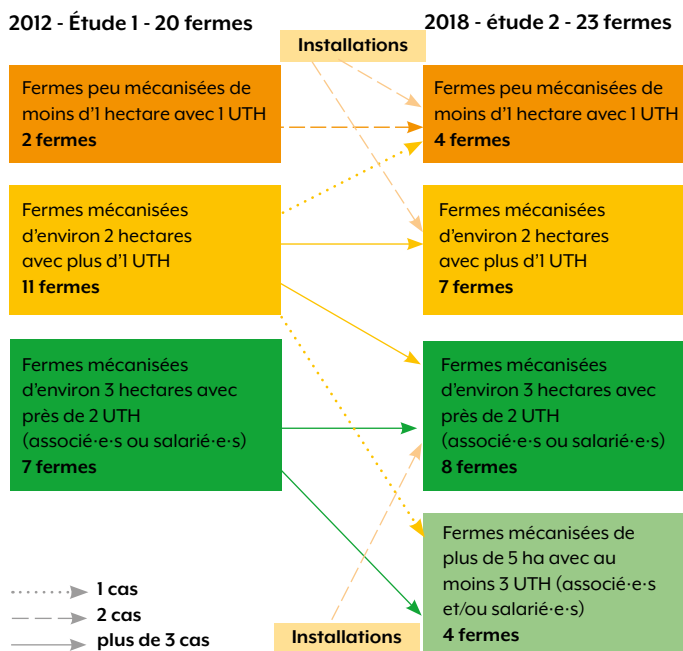 2012 - Étude 1 - 20 fermes
Installations
2018 - étude 2 - 23 fermes
Fermes peu mécanisées de
moins d'1 hectare avec 1 UTH
2 fermes
Fermes peu mécanisées de
moins d'1 hectare avec 1 UTH
4 fermes
Fermes mécanisées
d'environ 2 hectares
avec plus d'1 UTH
11 fermes
Fermes mécanisées
d'environ 2 hectares
avec plus d'1 UTH
7 fermes
Fermes mécanisées
d'environ 3 hectares avec
près de 2 UTH
(associé·e·s ou salarié·e·s)
7 fermes
Fermes mécanisées
d'environ 3 hectares avec
près de 2 UTH
(associé·e·s ou salarié·e·s)
8 fermes
Fermes mécanisées de
plus de 5 ha avec au
moins 3 UTH (associé·e·s
et/ou salarié·e·s)
4 fermes
1 cas
2 cas
plus de 3 cas
Installations